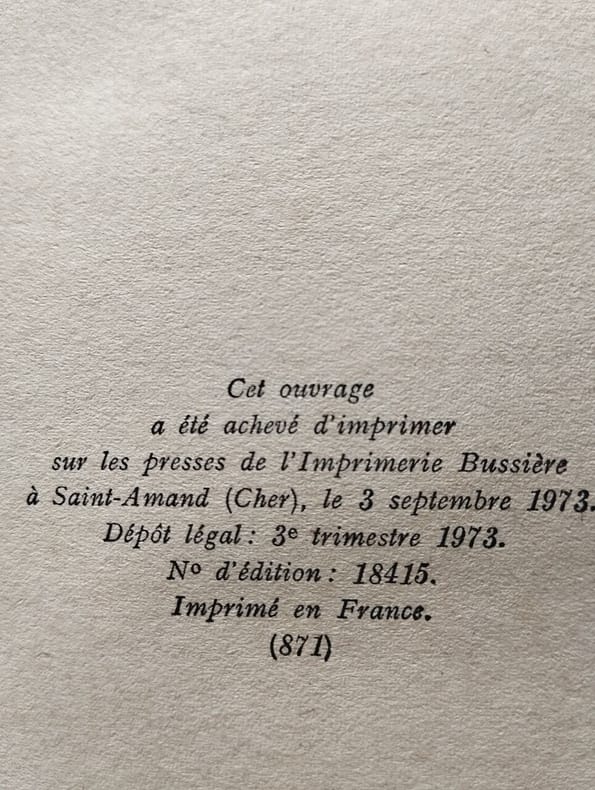 Cet ouvrage
a été achevé d'imprimer
sur les presses de l'Imprimerie Bussière
à Saint-Amand (Cher), le 3 septembre 1973.
Dépôt légal : 3e trimestre 1973.
No d'édition : 18415.
Imprimé en France.
(871)